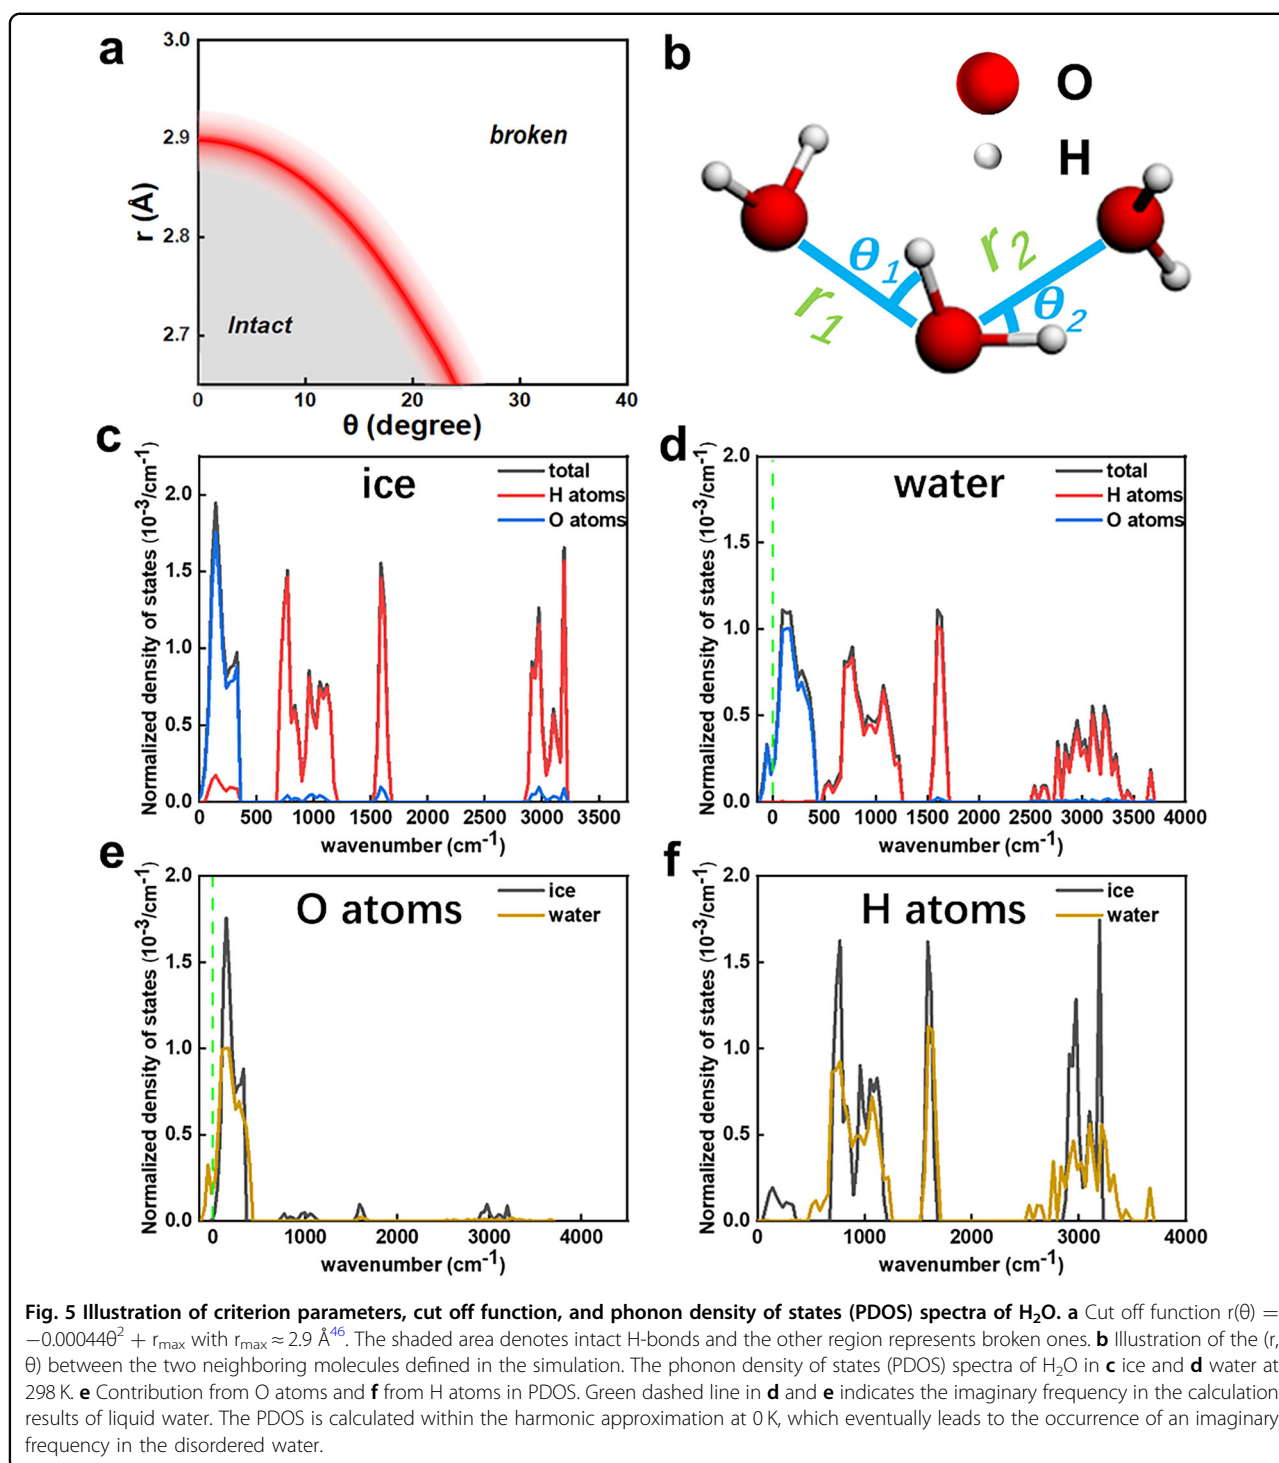 a
3.0
2.9
2.8
2.7
r (Å)
broken
Intact
0 10 20 30 40
θ (degree)
b
O
H
θ1
r1
r2
θ2
c
ice
total
H atoms
O atoms
Normalized density of states (10-3/cm-1)
2.0
1.5
1.0
0.5
0.0
0 500 1000 1500 2000 2500 3000 3500
wavenumber (cm-1)
d
water
total
H atoms
O atoms
Normalized density of states (10-3/cm-1)
2.0
1.5
1.0
0.5
0.0
0 500 1000 1500 2000 2500 3000 3500 4000
wavenumber (cm-1)
e
O atoms
ice
water
Normalized density of states (10-3/cm-1)
2.0
1.5
1.0
0.5
0.0
0 1000 2000 3000 4000
wavenumber (cm-1)
f
H atoms
ice
water
Normalized density of states (10-3/cm-1)
2.0
1.5
1.0
0.5
0.0
0 1000 2000 3000 4000
wavenumber (cm-1)
Fig. 5 Illustration of criterion parameters, cut off function, and phonon density of states (PDOS) spectra of H2O. a Cut off function r(θ) =
−0.00044θ2 + rmax with rmax ≈ 2.9 Å46. The shaded area denotes intact H-bonds and the other region represents broken ones. b Illustration of the (r,
θ) between the two neighboring molecules defined in the simulation. The phonon density of states (PDOS) spectra of H2O in c ice and d water at
298 K. e Contribution from O atoms and f from H atoms in PDOS. Green dashed line in d and e indicates the imaginary frequency in the calculation
results of liquid water. The PDOS is calculated within the harmonic approximation at 0 K, which eventually leads to the occurrence of an imaginary
frequency in the disordered water.